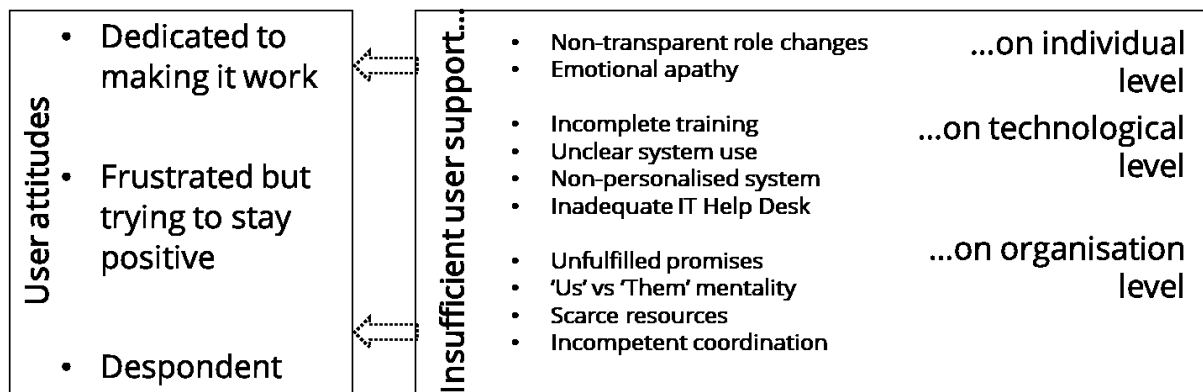 User attitudes
• Dedicated to
making it work
• Frustrated but
trying to stay
positive
• Despondent
Insufficient user support...
• Non-transparent role changes
• Emotional apathy
...on individual
level
• Incomplete training
• Unclear system use
• Non-personalised system
• Inadequate IT Help Desk
...on technological
level
• Unfulfilled promises
• ‘Us’ vs ‘Them’ mentality
• Scarce resources
• Incompetent coordination
...on organisation
level